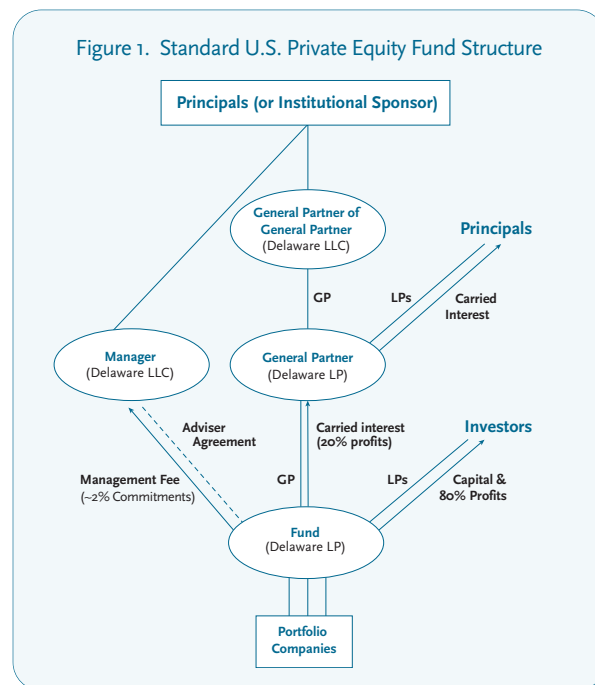 Figure 1. Standard U.S. Private Equity Fund Structure
Principals (or Institutional Sponsor)
General Partner of
General Partner
(Delaware LLC)
Principals
GP
LPs
Carried
Interest
Manager
(Delaware LLC)
General Partner
(Delaware LP)
Adviser
Agreement
Carried interest
(20% profits)
Investors
Management Fee
(~2% Commitments)
GP
LPs
Capital &
80% Profits
Fund
(Delaware LP)
Portfolio
Companies